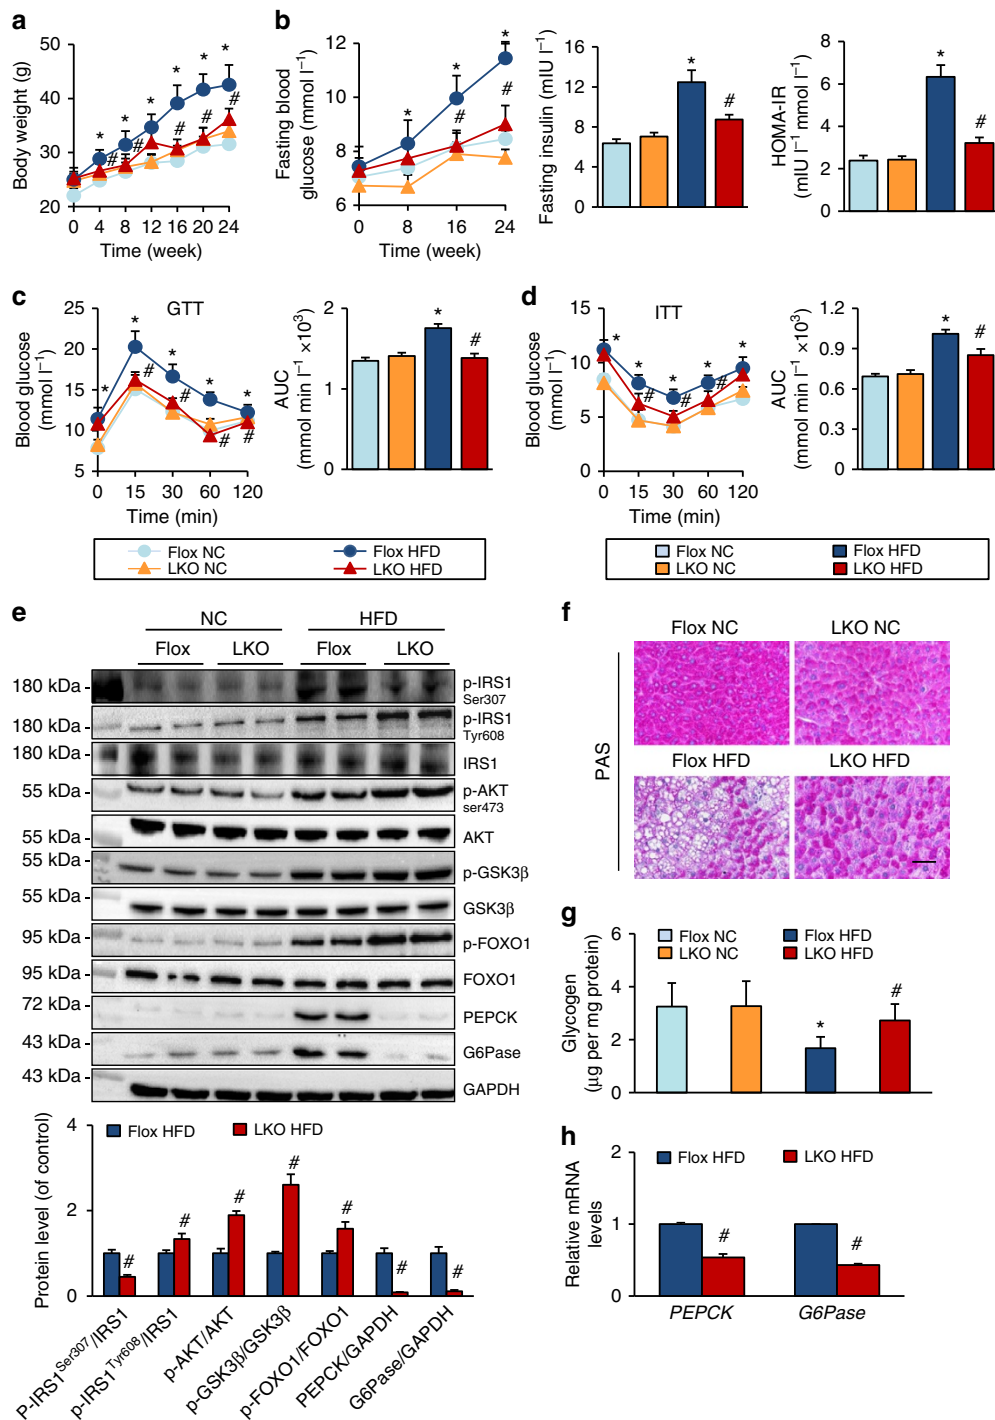 a
Body weight (g)
50
40
30
20
0 4 8 12 16 20 24
Time (week)
* * * * * *
# # # # #
b
Fasting blood
glucose (mmol l⁻¹)
12
10
8
6
0 8 16 24
Time (week)
* * *
# #
Fasting insulin (mIU l⁻¹)
16
12
8
4
0
*
#
HOMA-IR
(mIU l⁻¹ mmol l⁻¹)
8
6
4
2
0
*
#
c
GTT
Blood glucose
(mmol l⁻¹)
25
20
15
10
5
0 15 30 60 120
Time (min)
* * * * *
# # # #
AUC
(mmol min l⁻¹ ×10³)
2
1
0
*
#
d
ITT
Blood glucose
(mmol l⁻¹)
15
10
5
0
0 15 30 60 120
Time (min)
* * * * *
# # #
AUC
(mmol min l⁻¹ ×10³)
1.2
0.9
0.6
0.3
0
*
#
Flox NC Flox HFD
LKO NC LKO HFD
Flox NC Flox HFD
LKO NC LKO HFD
e
NC HFD
Flox LKO Flox LKO
180 kDa p-IRS1
Ser307
180 kDa p-IRS1
Tyr608
180 kDa IRS1
55 kDa p-AKT
ser473
55 kDa AKT
55 kDa p-GSK3β
55 kDa GSK3β
95 kDa p-FOXO1
95 kDa FOXO1
72 kDa PEPCK
43 kDa G6Pase
43 kDa GAPDH
Protein level (of control)
4
2
0
Flox HFD LKO HFD
# # # # # # #
P-IRS1^Ser307/IRS1
p-IRS1^Tyr608/IRS1
p-AKT/AKT
p-GSK3β/GSK3β
p-FOXO1/FOXO1
PEPCK/GAPDH
G6Pase/GAPDH
f
Flox NC LKO NC
PAS
Flox HFD LKO HFD
g
Glycogen
(µg per mg protein)
6
4
2
0
Flox NC Flox HFD
LKO NC LKO HFD
*
#
h
Relative mRNA
levels
2
1
0
Flox HFD LKO HFD
# #
PEPCK G6Pase